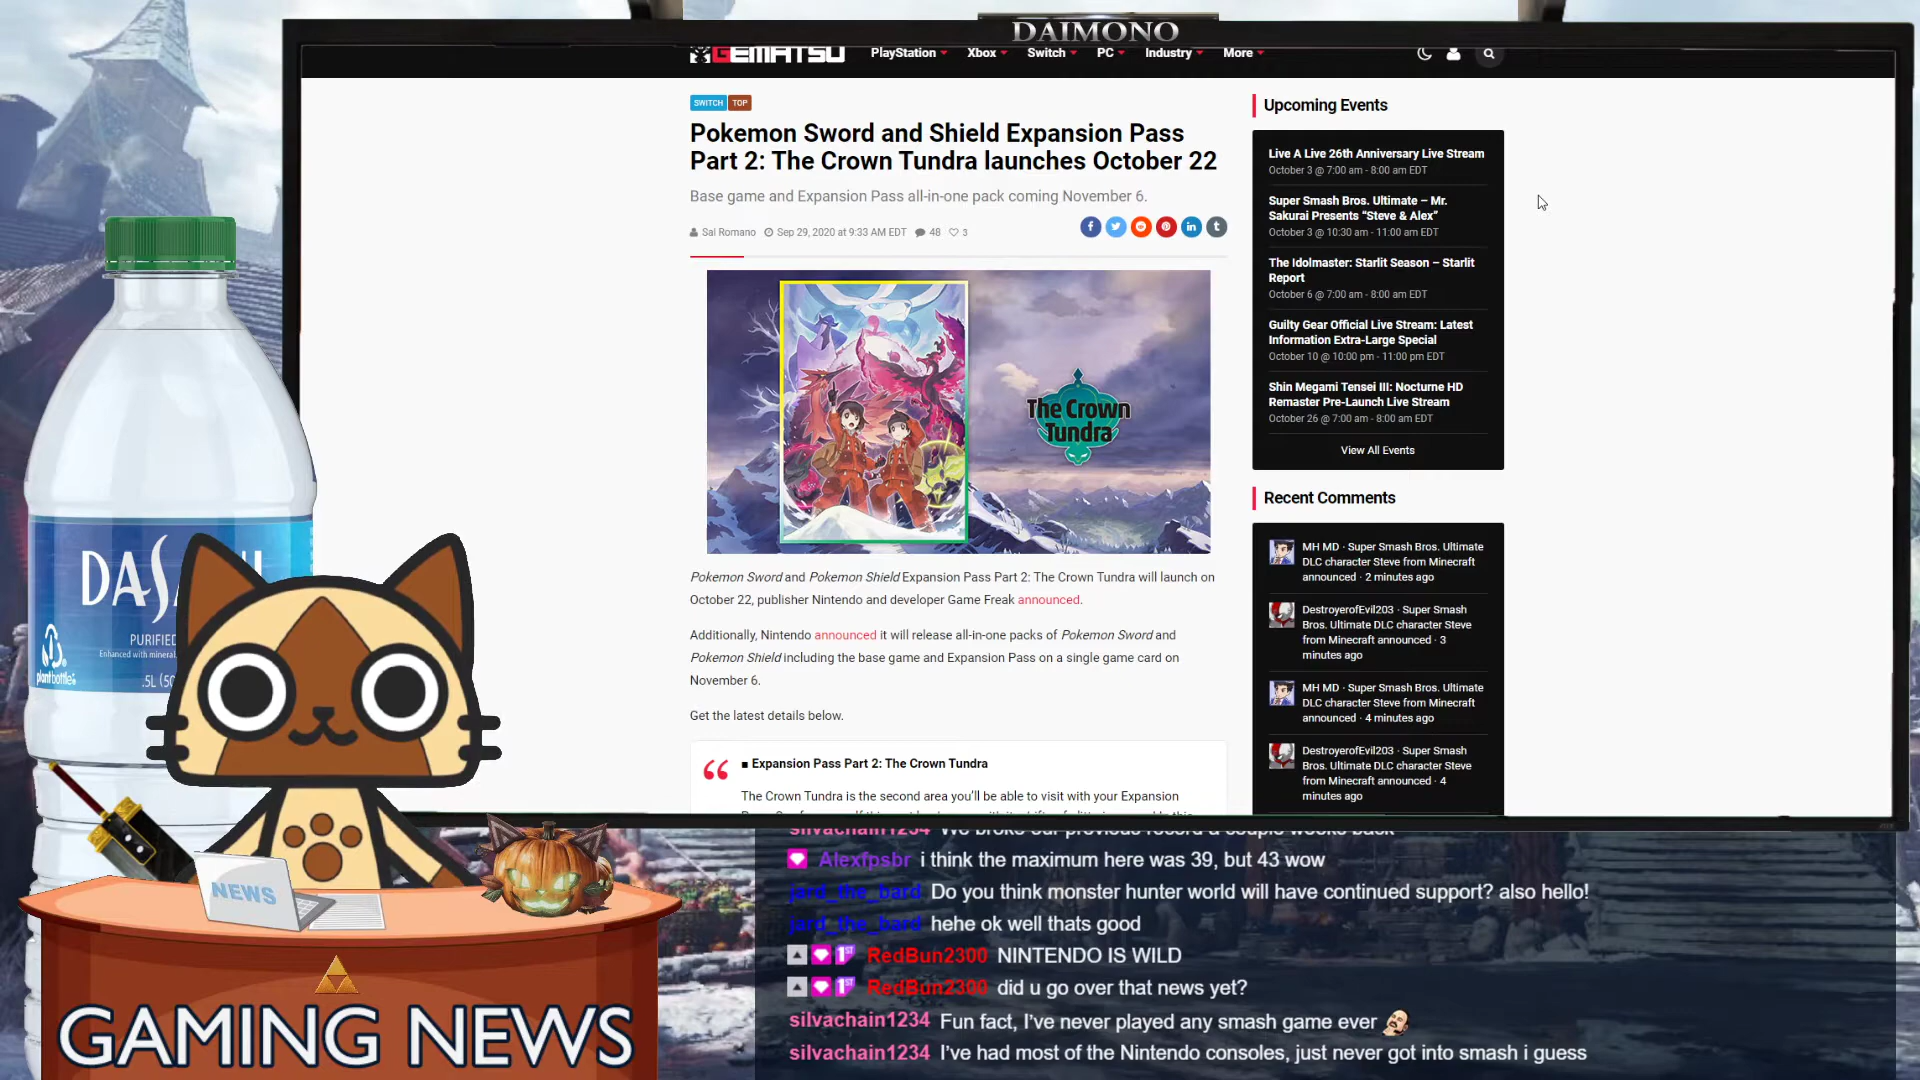 DAIMONO
GEMATSU PlayStation Xbox Switch PC Industry More
SWITCH TOP
Pokemon Sword and Shield Expansion Pass
Part 2: The Crown Tundra launches October 22
Base game and Expansion Pass all-in-one pack coming November 6.
Sal Romano Sep 29, 2020 at 9:33 AM EDT 48 3
The Crown
Tundra
Pokemon Sword and Pokemon Shield Expansion Pass Part 2: The Crown Tundra will launch on
October 22, publisher Nintendo and developer Game Freak announced.
Additionally, Nintendo announced it will release all-in-one packs of Pokemon Sword and
Pokemon Shield including the base game and Expansion Pass on a single game card on
November 6.
Get the latest details below.
“ ■ Expansion Pass Part 2: The Crown Tundra
The Crown Tundra is the second area you’ll be able to visit with your Expansion
Upcoming Events
Live A Live 26th Anniversary Live Stream
October 3 @ 7:00 am - 8:00 am EDT
Super Smash Bros. Ultimate – Mr.
Sakurai Presents “Steve & Alex”
October 3 @ 10:30 am - 11:00 am EDT
The Idolmaster: Starlit Season – Starlit
Report
October 6 @ 7:00 am - 8:00 am EDT
Guilty Gear Official Live Stream: Latest
Information Extra-Large Special
October 10 @ 10:00 pm - 11:00 pm EDT
Shin Megami Tensei III: Nocturne HD
Remaster Pre-Launch Live Stream
October 26 @ 7:00 am - 8:00 am EDT
View All Events
Recent Comments
MH MD · Super Smash Bros. Ultimate
DLC character Steve from Minecraft
announced · 2 minutes ago
DestroyerofEvil203 · Super Smash
Bros. Ultimate DLC character Steve
from Minecraft announced · 3
minutes ago
MH MD · Super Smash Bros. Ultimate
DLC character Steve from Minecraft
announced · 4 minutes ago
DestroyerofEvil203 · Super Smash
Bros. Ultimate DLC character Steve
from Minecraft announced · 4
minutes ago
DAS
PURIFIED
Enhanced with mineral
plantbottle
.5L
NEWS
GAMING NEWS
silvachain1234 We broke our previous record a couple weeks back
Alexfpsbr i think the maximum here was 39, but 43 wow
jard_the_bard Do you think monster hunter world will have continued support? also hello!
jard_the_bard hehe ok well thats good
1ST RedBun2300 NINTENDO IS WILD
1ST RedBun2300 did u go over that news yet?
silvachain1234 Fun fact, I've never played any smash game ever
silvachain1234 I've had most of the Nintendo consoles, just never got into smash i guess